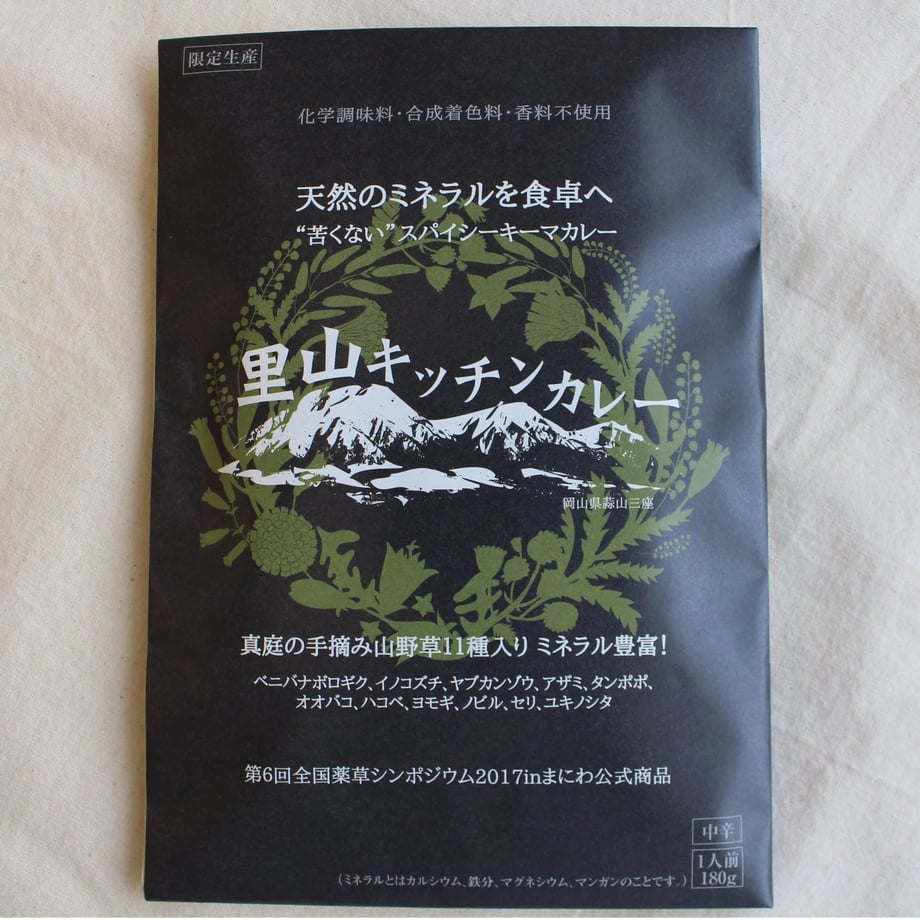 限定生産
化学調味料・合成着色料・香料不使用
天然のミネラルを食卓へ
“苦くない”スパイシーキーマカレー
里山キッチンカレー
岡山県蒜山三座
真庭の手摘み山野草11種入り ミネラル豊富!
ベニバナボロギク、イノコズチ、ヤブカンゾウ、アザミ、タンポポ、
オオバコ、ハコベ、ヨモギ、ノビル、セリ、ユキノシタ
第6回全国薬草シンポジウム2017inまにわ公式商品
中辛
1人前
180g
(ミネラルとはカルシウム、鉄分、マグネシウム、マンガンのことです。)